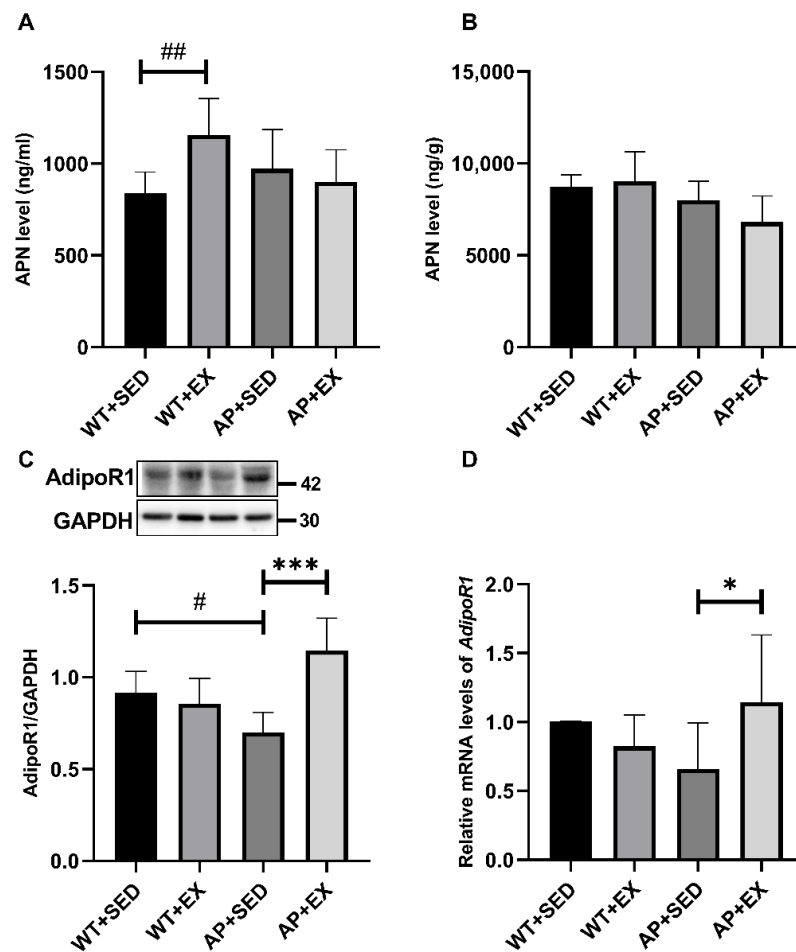 A
##
APN level (ng/ml)
1500
1000
500
0
WT+SED
WT+EX
AP+SED
AP+EX
B
APN level (ng/g)
15,000
10,000
5000
0
WT+SED
WT+EX
AP+SED
AP+EX
C
AdipoR1
42
GAPDH
30
***
#
AdipoR1/GAPDH
1.5
1.0
0.5
0.0
WT+SED
WT+EX
AP+SED
AP+EX
D
*
Relative mRNA levels of AdipoR1
2.0
1.5
1.0
0.5
0.0
WT+SED
WT+EX
AP+SED
AP+EX